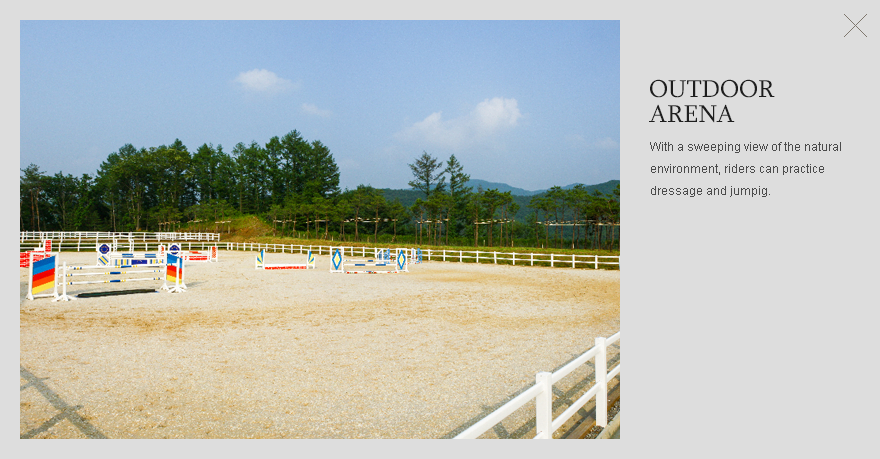 OUTDOOR
ARENA
With a sweeping view of the natural
environment, riders can practice
dressage and jumpig.